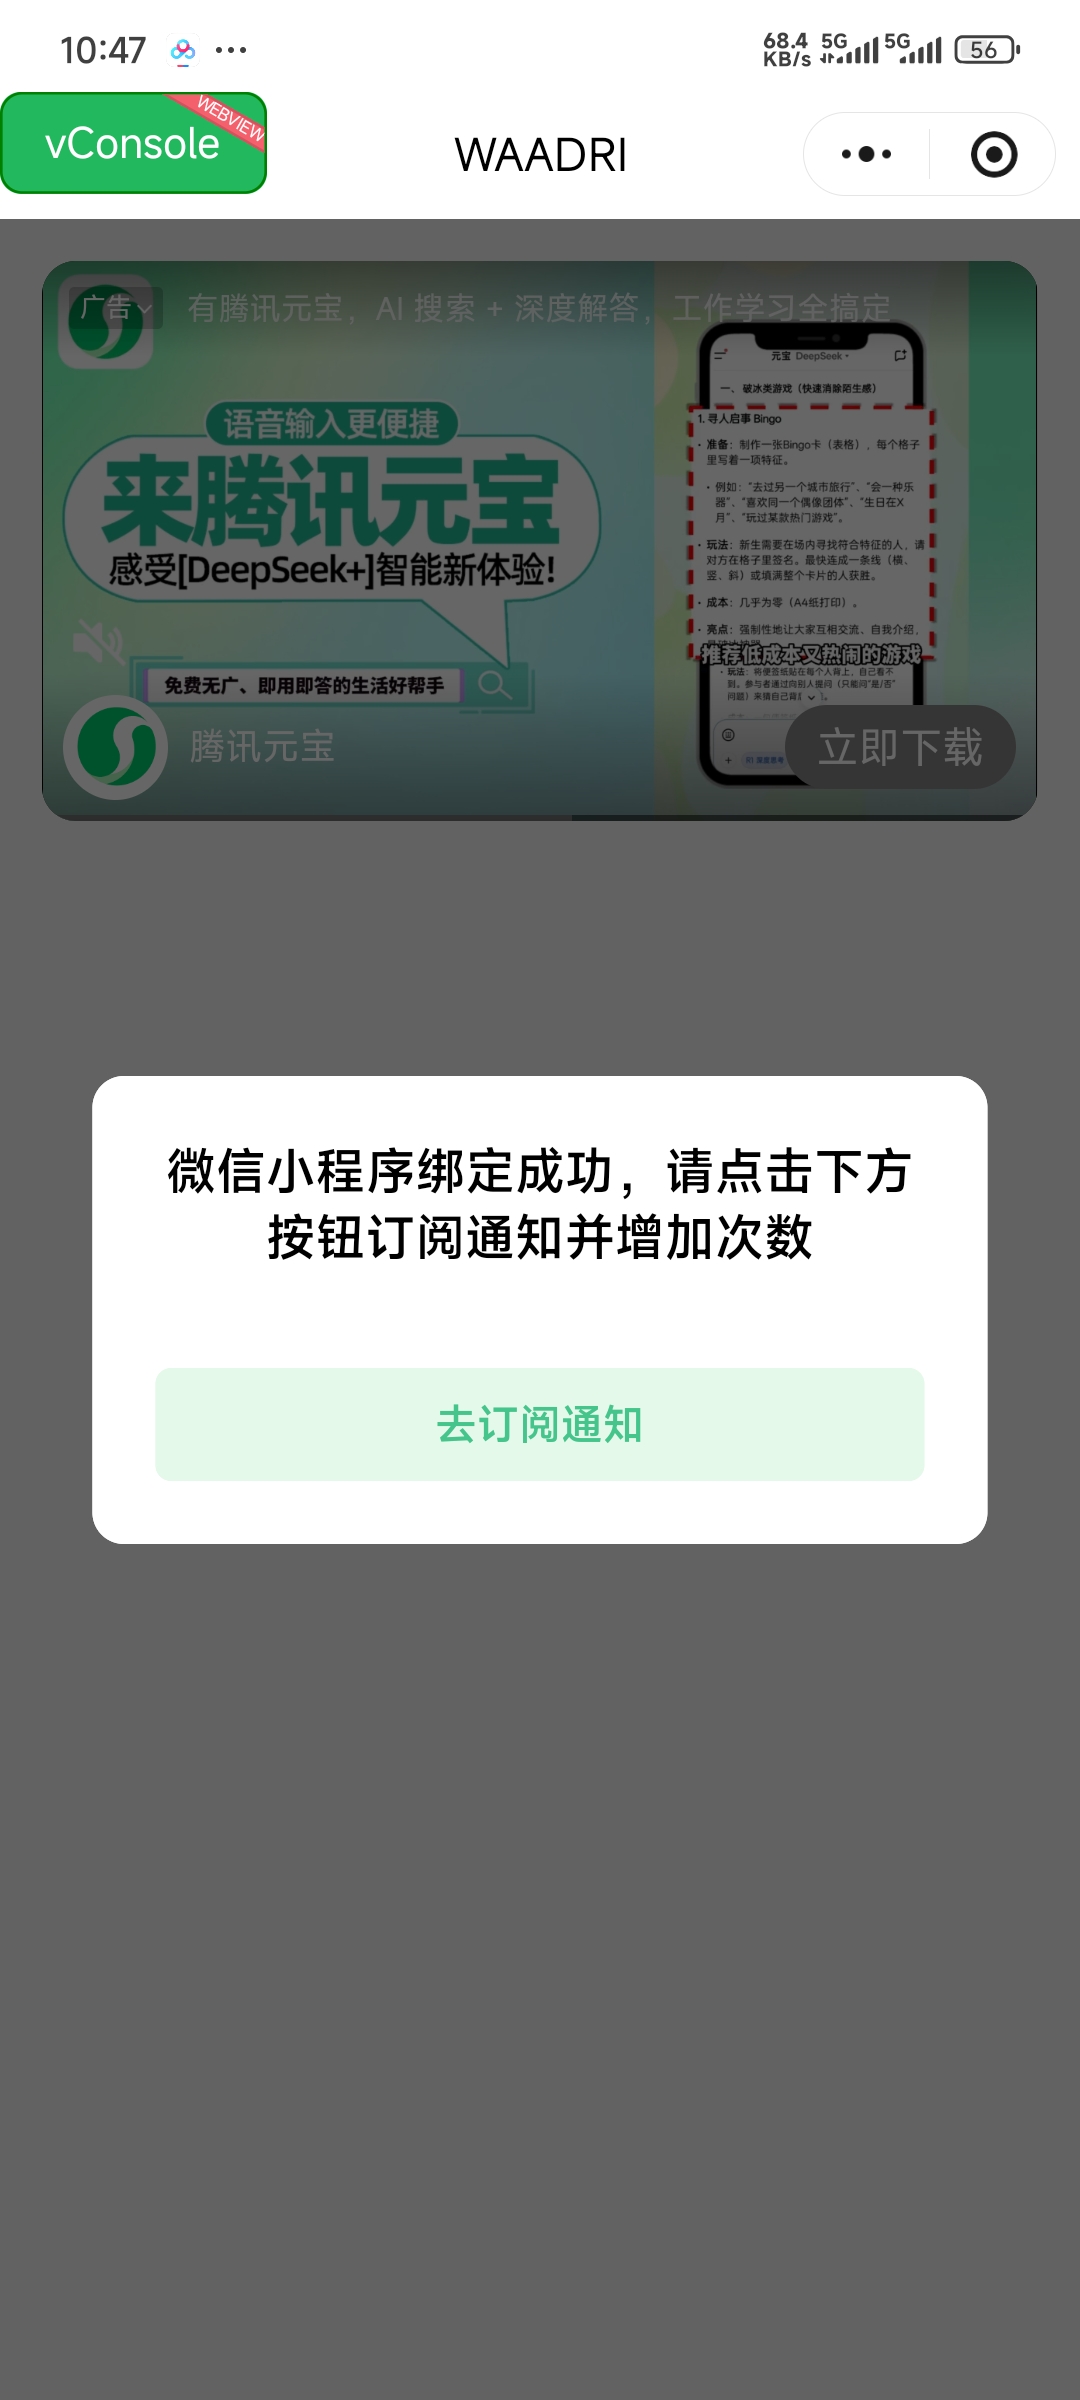 10:47
68.4 KB/s 5G 5G 56
vConsole
WEBVIEW
WAADRI
广告
有腾讯元宝，AI 搜索 + 深度解答，工作学习全搞定
语音输入更便捷
来腾讯元宝
感受[DeepSeek+]智能新体验!
免费无广、即用即答的生活好帮手
元宝 DeepSeek
一、破冰类游戏（快速消除陌生感）
1. 寻人启事 Bingo
· 准备：制作一张Bingo卡（表格），每个格子
里写着一项特征。
· 例如：“去过另一个城市旅行”、“会一种乐
器”、“喜欢同一个偶像团体”、“生日在X
月”、“玩过某款热门游戏”。
· 玩法：新生需要在场内寻找符合特征的人，请
对方在格子里签名。最快连成一条线（横、
竖、斜）或填满整个卡片的人获胜。
· 成本：几乎为零（A4纸打印）。
· 亮点：强制性地让大家互相交流、自我介绍，
推荐低成本又热闹的游戏
· 玩法：将便签纸贴在每个人背上，自己看不
到。参与者通过向别人提问（只能问“是/否”
问题）来猜自己背
R1 深度思考
腾讯元宝
立即下载
微信小程序绑定成功，请点击下方
按钮订阅通知并增加次数
去订阅通知